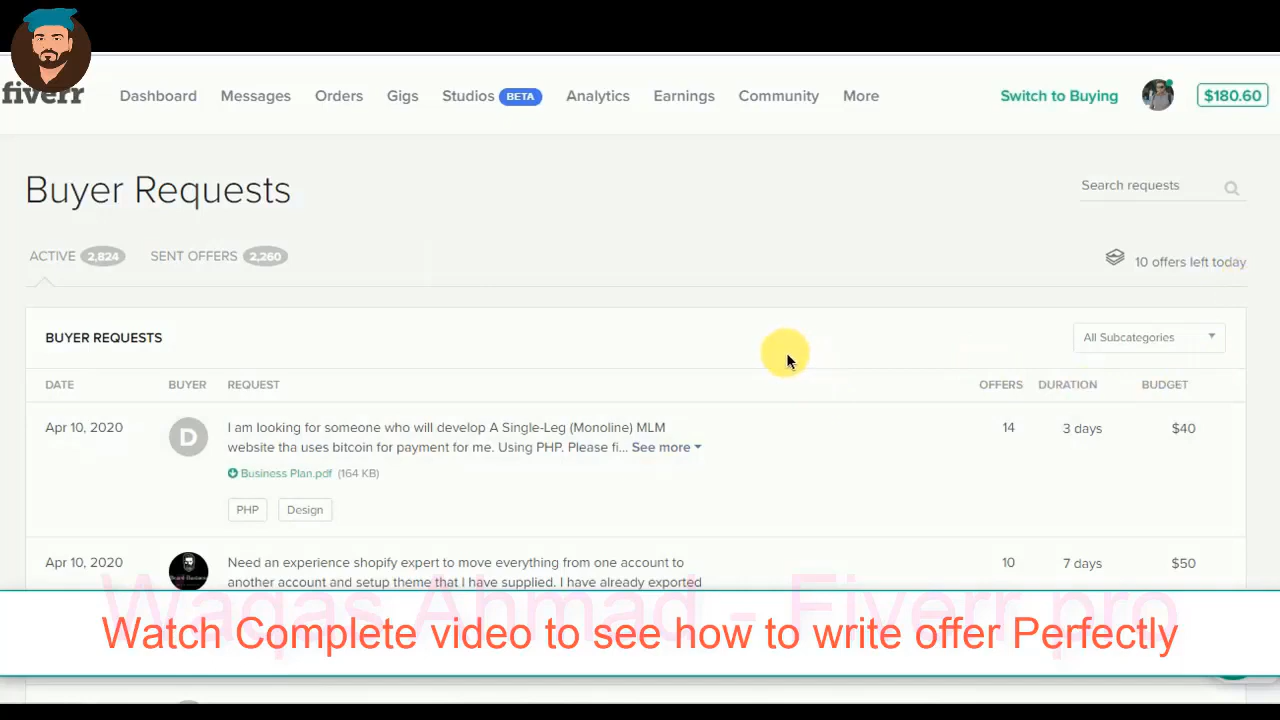 fiverr
Dashboard Messages Orders Gigs Studios BETA Analytics Earnings Community More Switch to Buying $180.60
Buyer Requests
Search requests
ACTIVE 2,824 SENT OFFERS 2,260
10 offers left today
BUYER REQUESTS
All Subcategories
DATE BUYER REQUEST OFFERS DURATION BUDGET
Apr 10, 2020 D I am looking for someone who will develop A Single-Leg (Monoline) MLM 14 3 days $40
website tha uses bitcoin for payment for me. Using PHP. Please fi... See more
Business Plan.pdf (164 KB)
PHP Design
Apr 10, 2020 Need an experience shopify expert to move everything from one account to 10 7 days $50
another account and setup theme that I have supplied. I have already exported
Waqas Ahmad - Fiverr pro
Watch Complete video to see how to write offer Perfectly